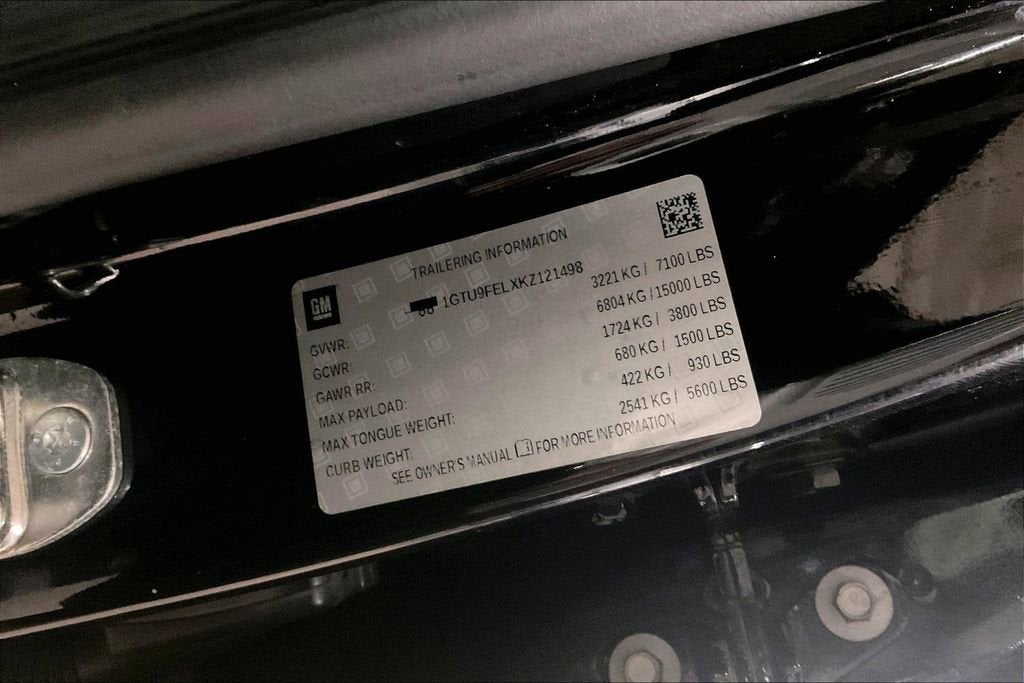 TRAILERING INFORMATION
GM
1GTU9FELXKZ121498
GVWR: 3221 KG / 7100 LBS
GCWR: 6804 KG / 15000 LBS
GAWR RR: 1724 KG / 3800 LBS
MAX PAYLOAD: 680 KG / 1500 LBS
MAX TONGUE WEIGHT: 422 KG / 930 LBS
CURB WEIGHT: 2541 KG / 5600 LBS
SEE OWNER'S MANUAL FOR MORE INFORMATION